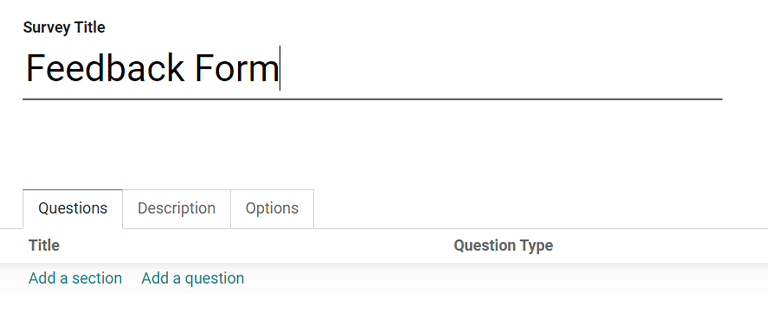 Survey Title
Feedback Form
Questions Description Options
Title Question Type
Add a section Add a question